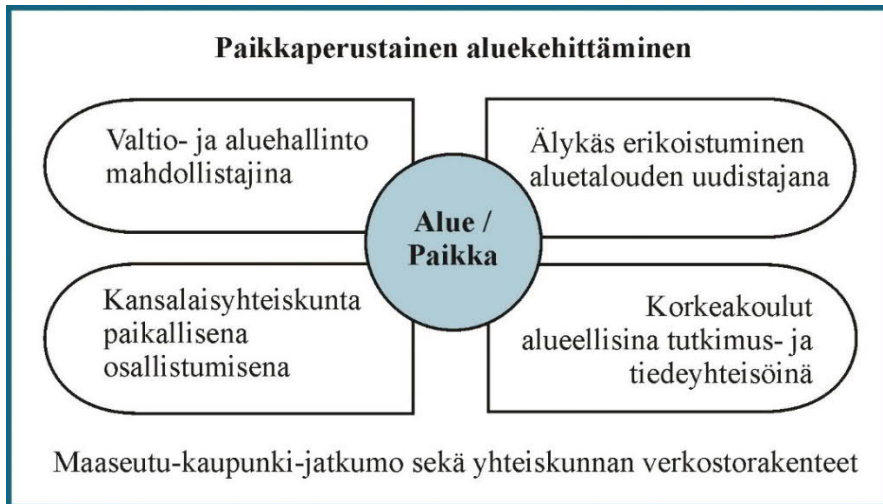 Paikkaperustainen aluekehittäminen
Valtio- ja aluehallinto
mahdollistajina
Älykäs erikoistuminen
aluetalouden uudistajana
Alue /
Paikka
Kansalaisyhteiskunta
paikallisena
osallistumisena
Korkeakoulut
alueellisina tutkimus- ja
tiedeyhteisöinä
Maaseutu-kaupunki-jatkumo sekä yhteiskunnan verkostorakenteet